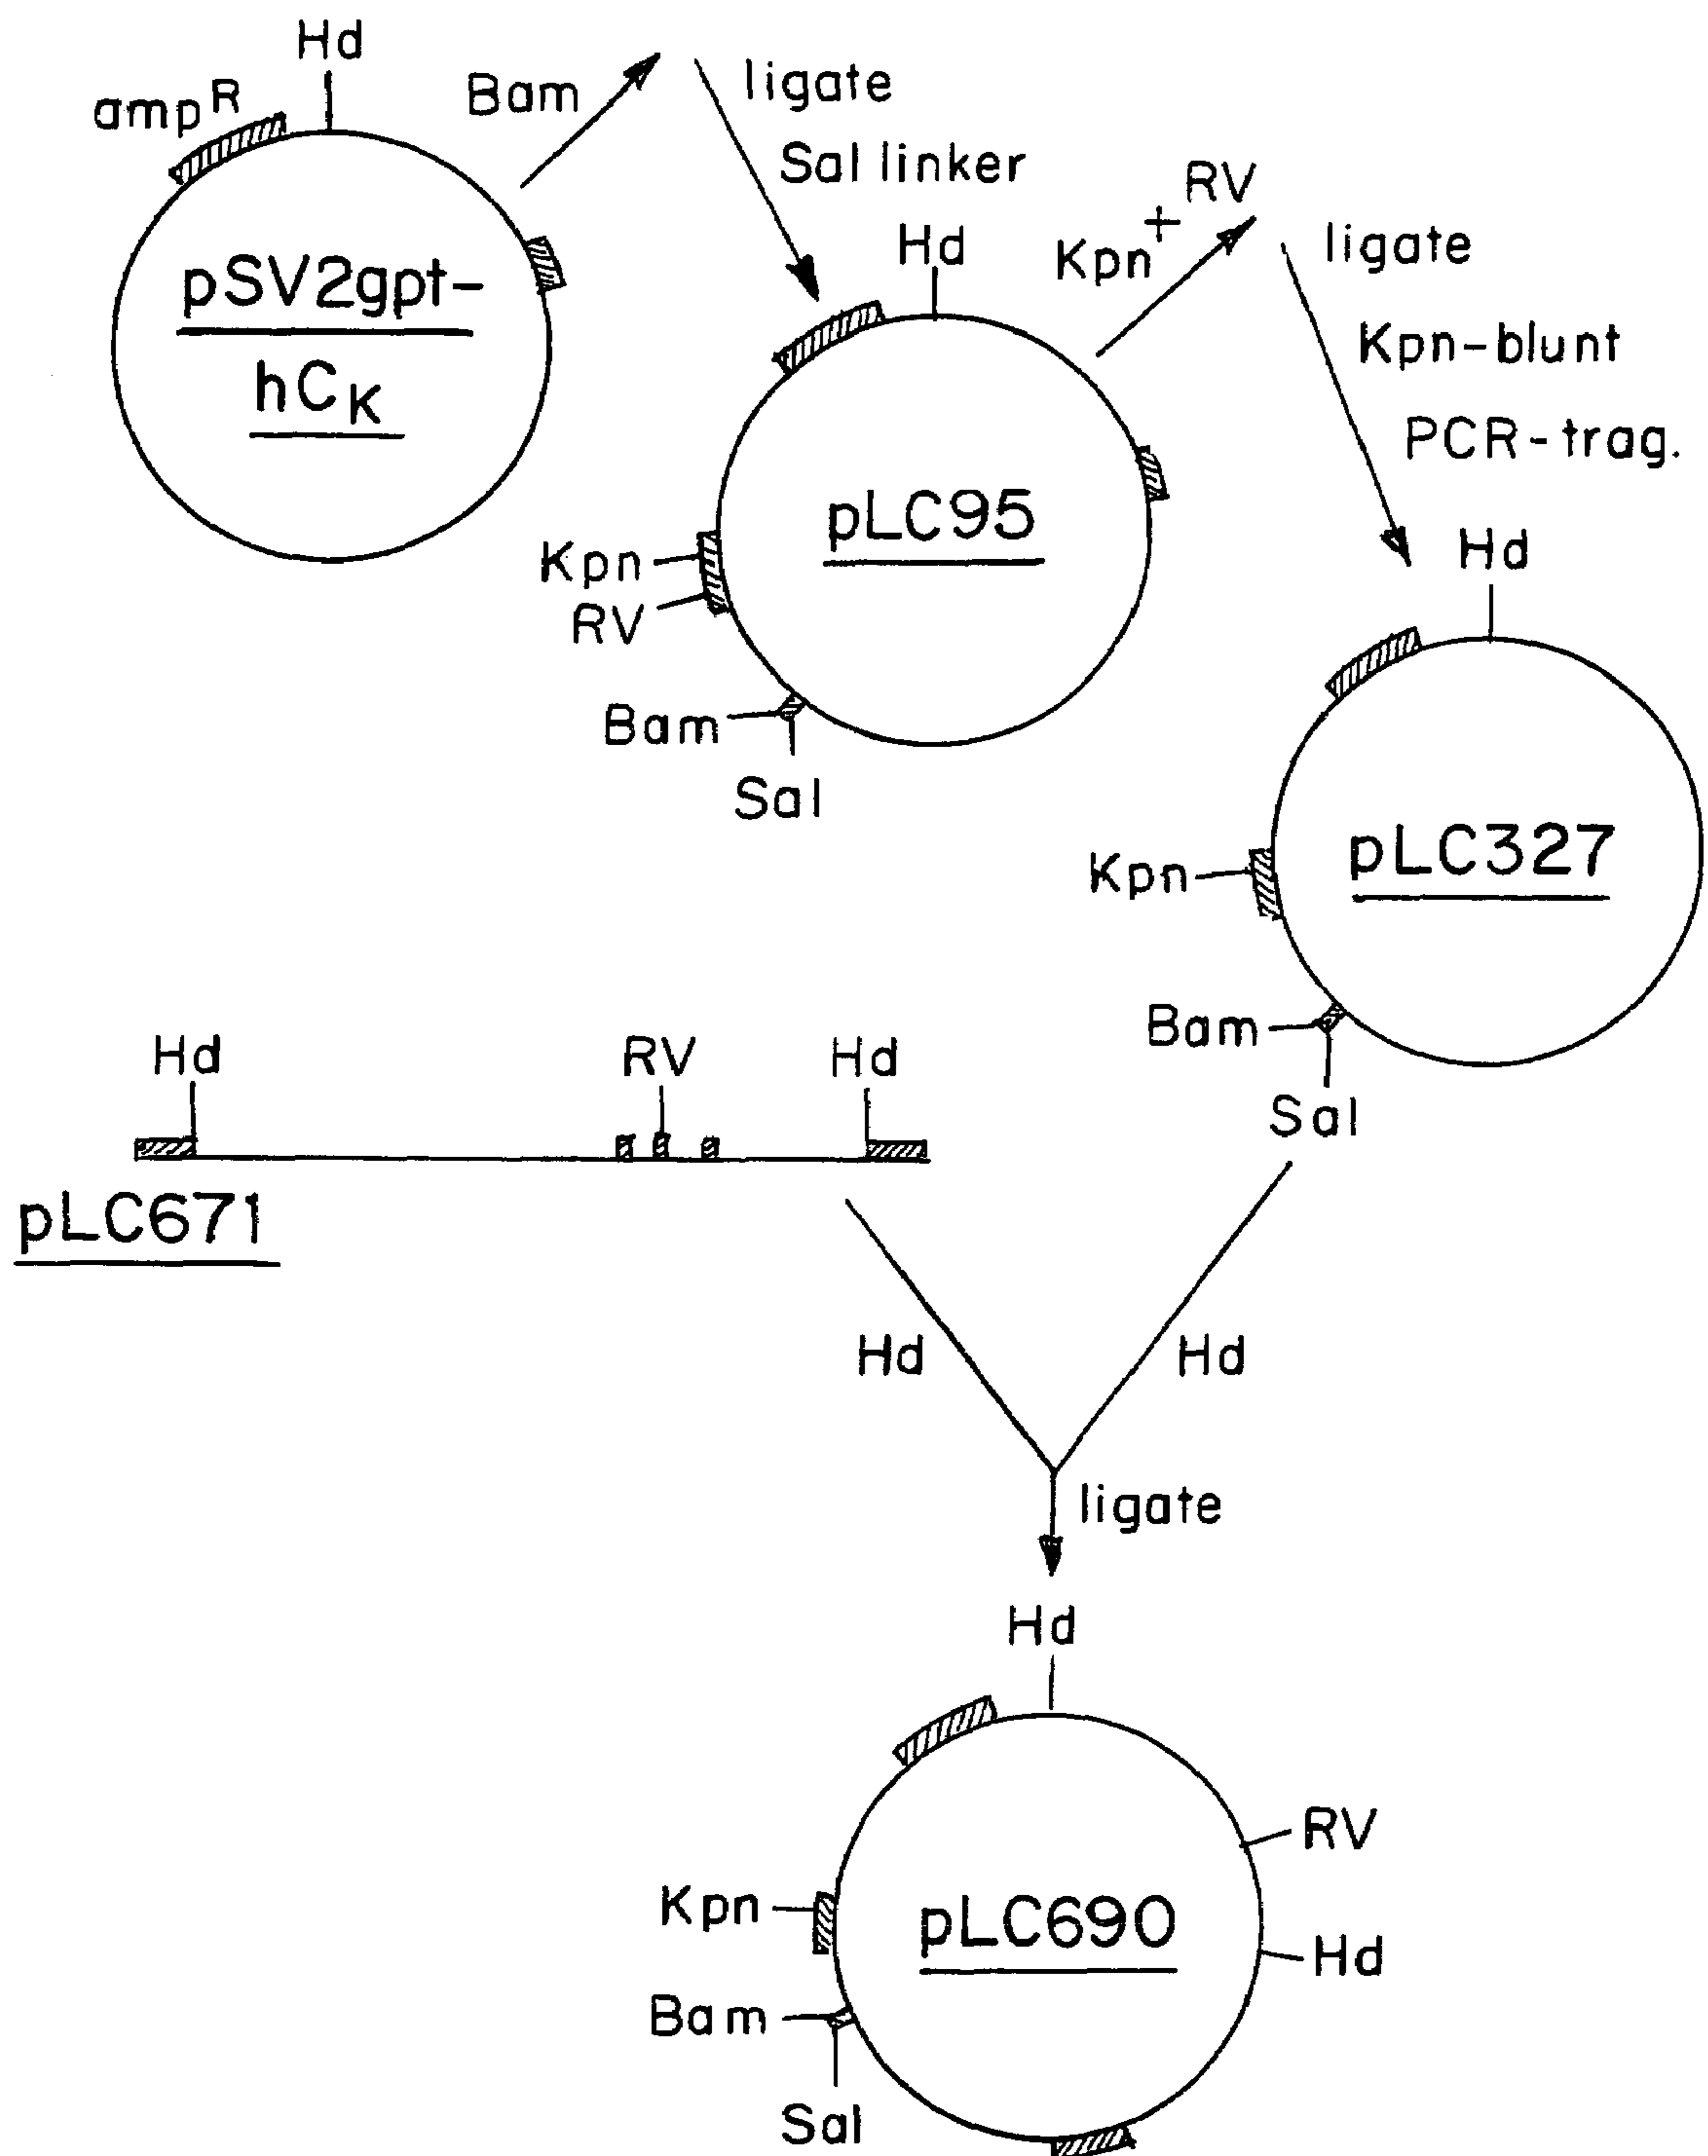 Hd
amp R
Bam
ligate
Sal linker
pSV2gpt-
hCK
Hd
Kpn + RV
ligate
Kpn-blunt
PCR-trag.
pLC95
Kpn
RV
Bam
Sal
Hd
pLC327
Kpn
Bam
Sal
Hd
RV
Hd
pLC671
Hd
Hd
ligate
Hd
RV
Kpn
pLC690
Hd
Bam
Sal